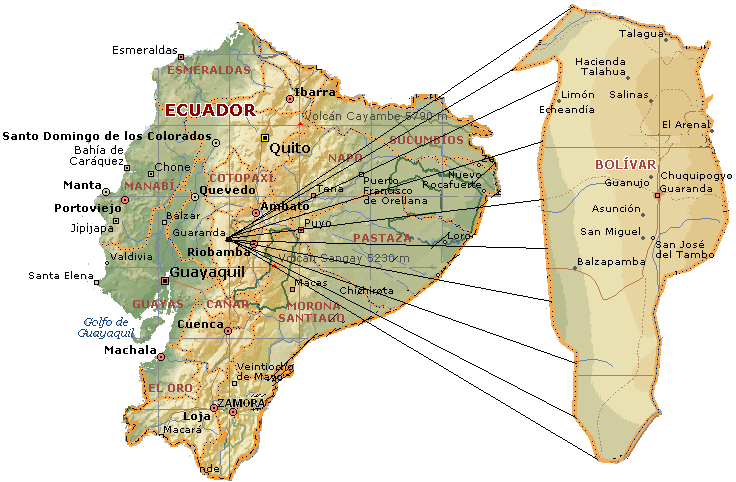 Talagua
Esmeraldas
Hacienda
Talahua
ESMERALDAS
Ibarra
Limón
Salinas
Echeandía
ECUADOR
Volcán Cayambe 5790 m
El Arenal
Santo Domingo de los Colorados
SUCUMBÍOS
Quito
Bahía de
Caráquez
NAPO
Chone
COTOPAXI
BOLÍVAR
Puerto
Francisco
de Orellana
Nuevo
Rocafuerte
Chuquipogyo
Guanujo
Guaranda
Manta
MANABÍ
Quevedo
Tena
Portoviejo
Ambato
Asunción
Balzar
Jipijapa
Puyo
Guaranda
PASTAZA
Loro
San Miguel
San José
del Tambo
Riobamba
Valdivia
Volcán Sangay 5230 m
Balzapamba
Guayaquil
Santa Elena
Macas
Chichirota
GUAYAS
CAÑAR
MORONA
SANTIAGO
Golfo de
Guayaquil
Cuenca
Machala
Veintiocho
de Mayo
EL ORO
ZAMORA
Loja
Macará
nde